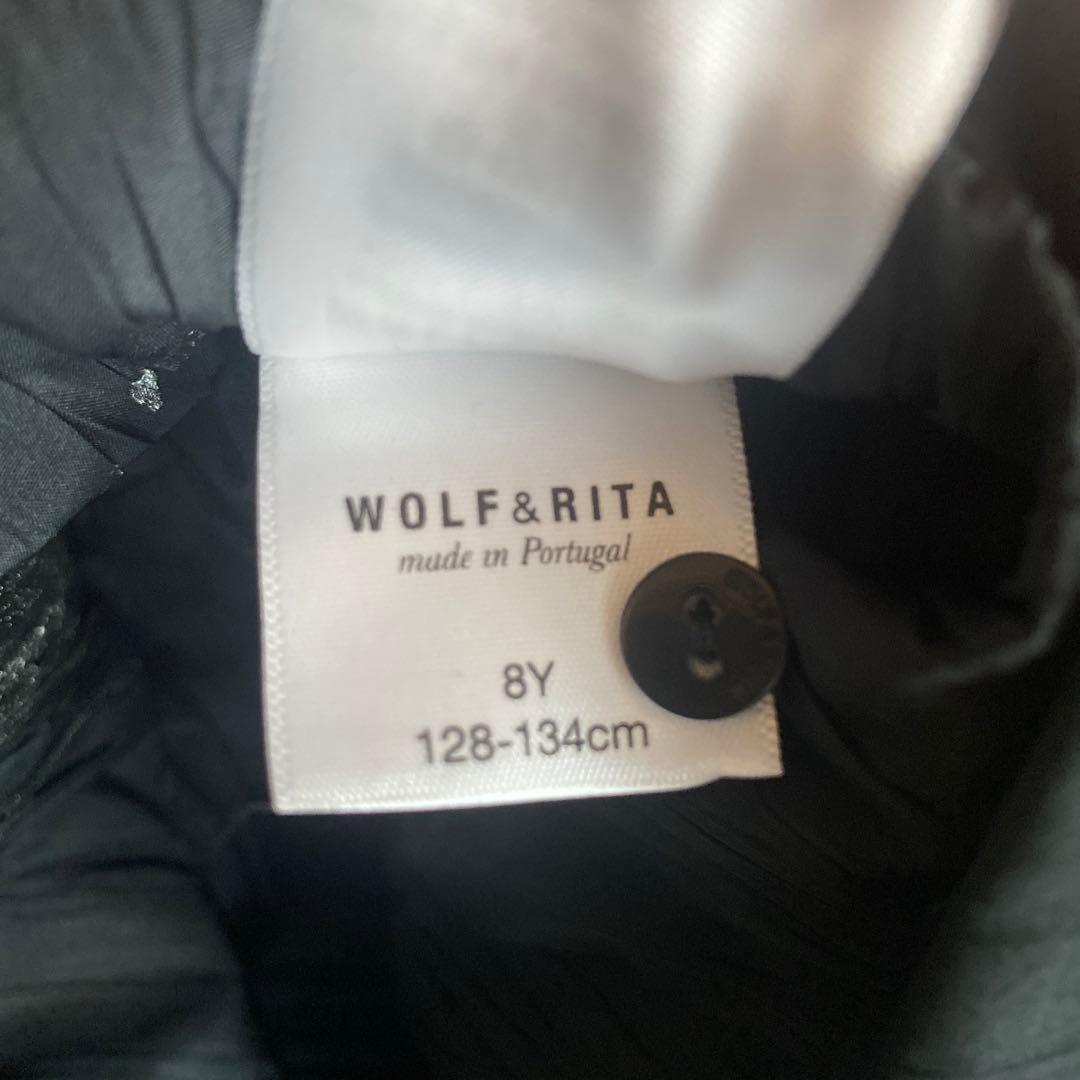 WOLF&RITA
made in Portugal
8Y
128-134cm